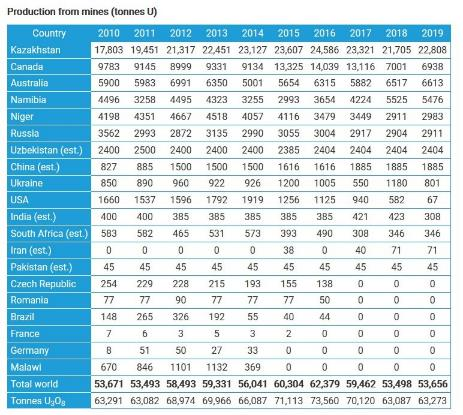 Production from mines (tonnes U)
Country 2010 2011 2012 2013 2014 2015 2016 2017 2018 2019
Kazakhstan 17,803 19,451 21,317 22,451 23,127 23,607 24,586 23,321 21,705 22,808
Canada 9783 9145 8999 9331 9134 13,325 14,039 13,116 7001 6938
Australia 5900 5983 6991 6350 5001 5654 6315 5882 6517 6613
Namibia 4496 3258 4495 4323 3255 2993 3654 4224 5525 5476
Niger 4198 4351 4667 4518 4057 4116 3479 3449 2911 2983
Russia 3562 2993 2872 3135 2990 3055 3004 2917 2904 2911
Uzbekistan (est.) 2400 2500 2400 2400 2400 2385 2404 2404 2404 2404
China (est.) 827 885 1500 1500 1500 1616 1616 1885 1885 1885
Ukraine 850 890 960 922 926 1200 1005 550 1180 801
USA 1660 1537 1596 1792 1919 1256 1125 940 582 67
India (est.) 400 400 385 385 385 385 385 421 423 308
South Africa (est.) 583 582 465 531 573 393 490 308 346 346
Iran (est.) 0 0 0 0 0 38 0 40 71 71
Pakistan (est.) 45 45 45 45 45 45 45 45 45 45
Czech Republic 254 229 228 215 193 155 138 0 0 0
Romania 77 77 90 77 77 77 50 0 0 0
Brazil 148 265 326 192 55 40 44 0 0 0
France 7 6 3 5 3 2 0 0 0 0
Germany 8 51 50 27 33 0 0 0 0 0
Malawi 670 846 1101 1132 369 0 0 0 0 0
Total world 53,671 53,493 58,493 59,331 56,041 60,304 62,379 59,462 53,498 53,656
Tonnes U₃O₈ 63,291 63,082 68,974 69,966 66,087 71,113 73,560 70,120 63,087 63,273